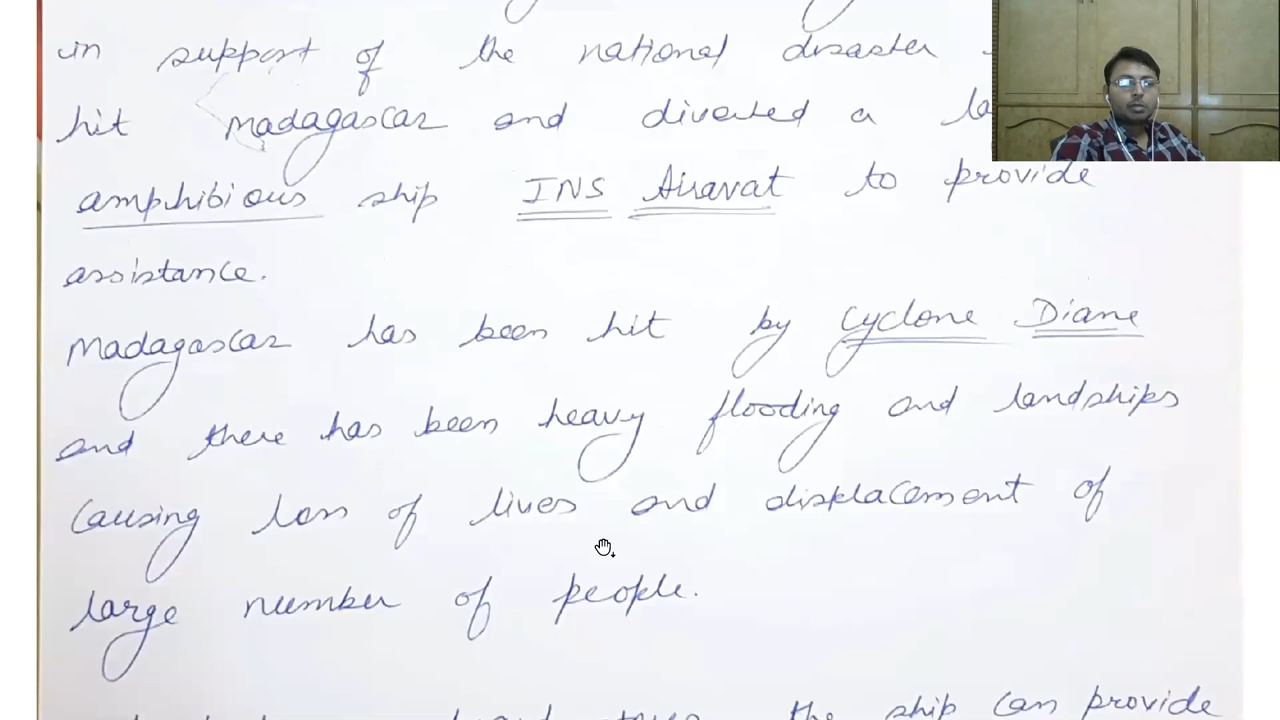 in support of the national disaster
hit Madagascar and diverted a
amphibious ship INS Airavat to provide
assistance.
Madagascar has been hit by Cyclone Diane
and there has been heavy flooding and landships
causing loss of lives and displacement of
large number of people.
the ship can provide